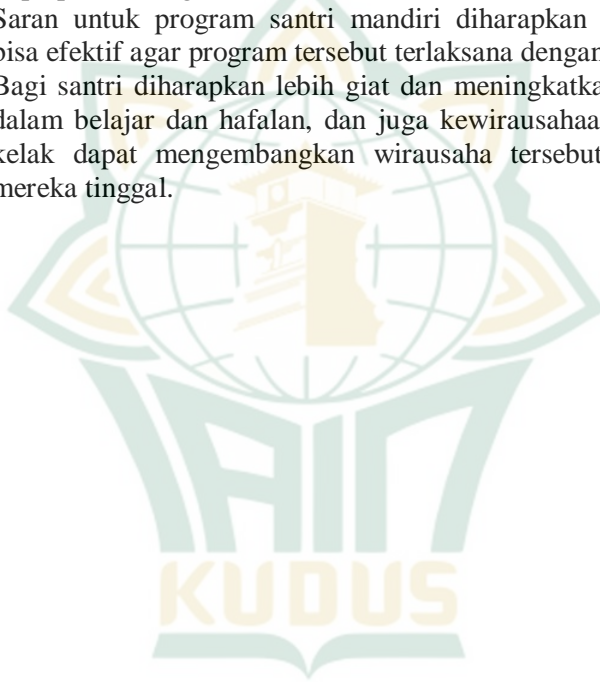 Saran untuk program santri mandiri diharapkan
bisa efektif agar program tersebut terlaksana dengan
Bagi santri diharapkan lebih giat dan meningkatka
dalam belajar dan hafalan, dan juga kewirausahaa
kelak dapat mengembangkan wirausaha tersebut
mereka tinggal.
IAIN
KUDUS